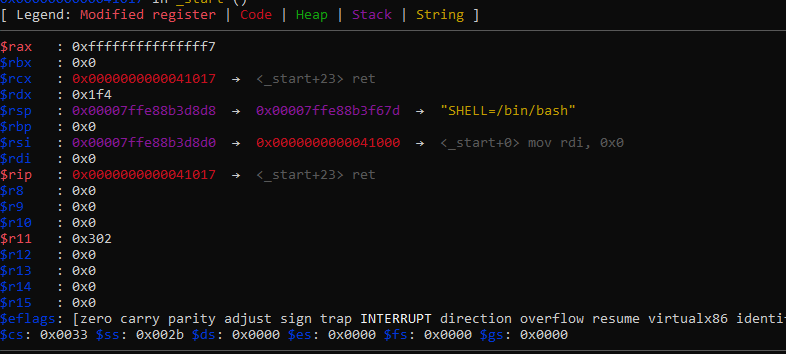 0x0000000000041017 in _start ()
[ Legend: Modified register | Code | Heap | Stack | String ]
$rax : 0xfffffffffffffff7
$rbx : 0x0
$rcx : 0x0000000000041017 → <_start+23> ret
$rdx : 0x1f4
$rsp : 0x00007ffe88b3d8d8 → 0x00007ffe88b3f67d → "SHELL=/bin/bash"
$rbp : 0x0
$rsi : 0x00007ffe88b3d8d0 → 0x0000000000041000 → <_start+0> mov rdi, 0x0
$rdi : 0x0
$rip : 0x0000000000041017 → <_start+23> ret
$r8 : 0x0
$r9 : 0x0
$r10 : 0x0
$r11 : 0x302
$r12 : 0x0
$r13 : 0x0
$r14 : 0x0
$r15 : 0x0
$eflags: [zero carry parity adjust sign trap INTERRUPT direction overflow resume virtualx86 identi
$cs: 0x0033 $ss: 0x002b $ds: 0x0000 $es: 0x0000 $fs: 0x0000 $gs: 0x0000